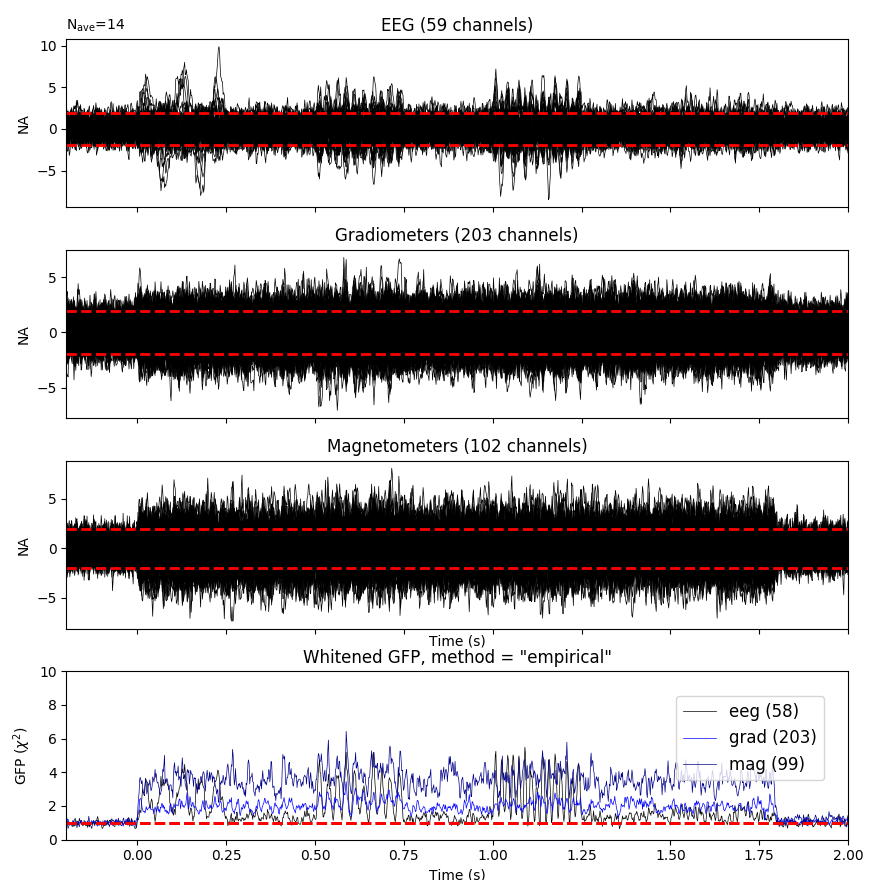 N_ave=14
EEG (59 channels)
10
5
0
−5
NA
Gradiometers (203 channels)
5
0
−5
NA
Magnetometers (102 channels)
5
0
−5
NA
Time (s)
Whitened GFP, method = "empirical"
10
8
6
4
2
0
GFP (χ²)
eeg (58)
grad (203)
mag (99)
0.00 0.25 0.50 0.75 1.00 1.25 1.50 1.75 2.00
Time (s)